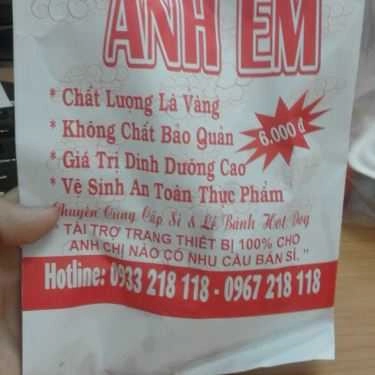 ANH EM
* Chất Lượng Là Vàng
* Không Chất Bảo Quản
6.000 đ
* Giá Trị Dinh Dưỡng Cao
* Vệ Sinh An Toàn Thực Phẩm
Chuyên Cung Cấp Sỉ & Lẻ Bánh Hot Dog
" TÀI TRỢ TRANG THIẾT BỊ 100% CHO
ANH CHỊ NÀO CÓ NHU CẦU BÁN SỈ. "
Hotline: 0933 218 118 - 0967 218 118